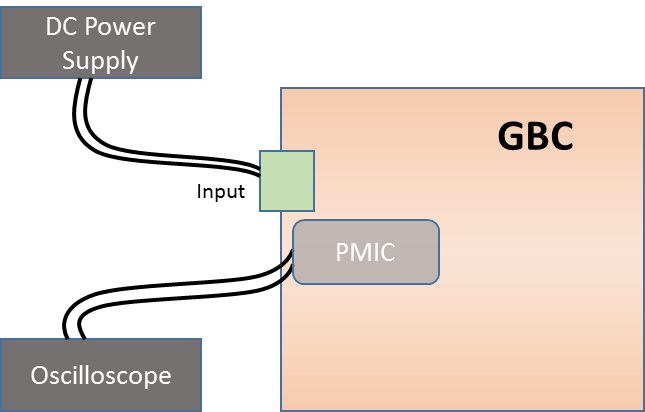 DC Power
Supply
GBC
Input
PMIC
Oscilloscope